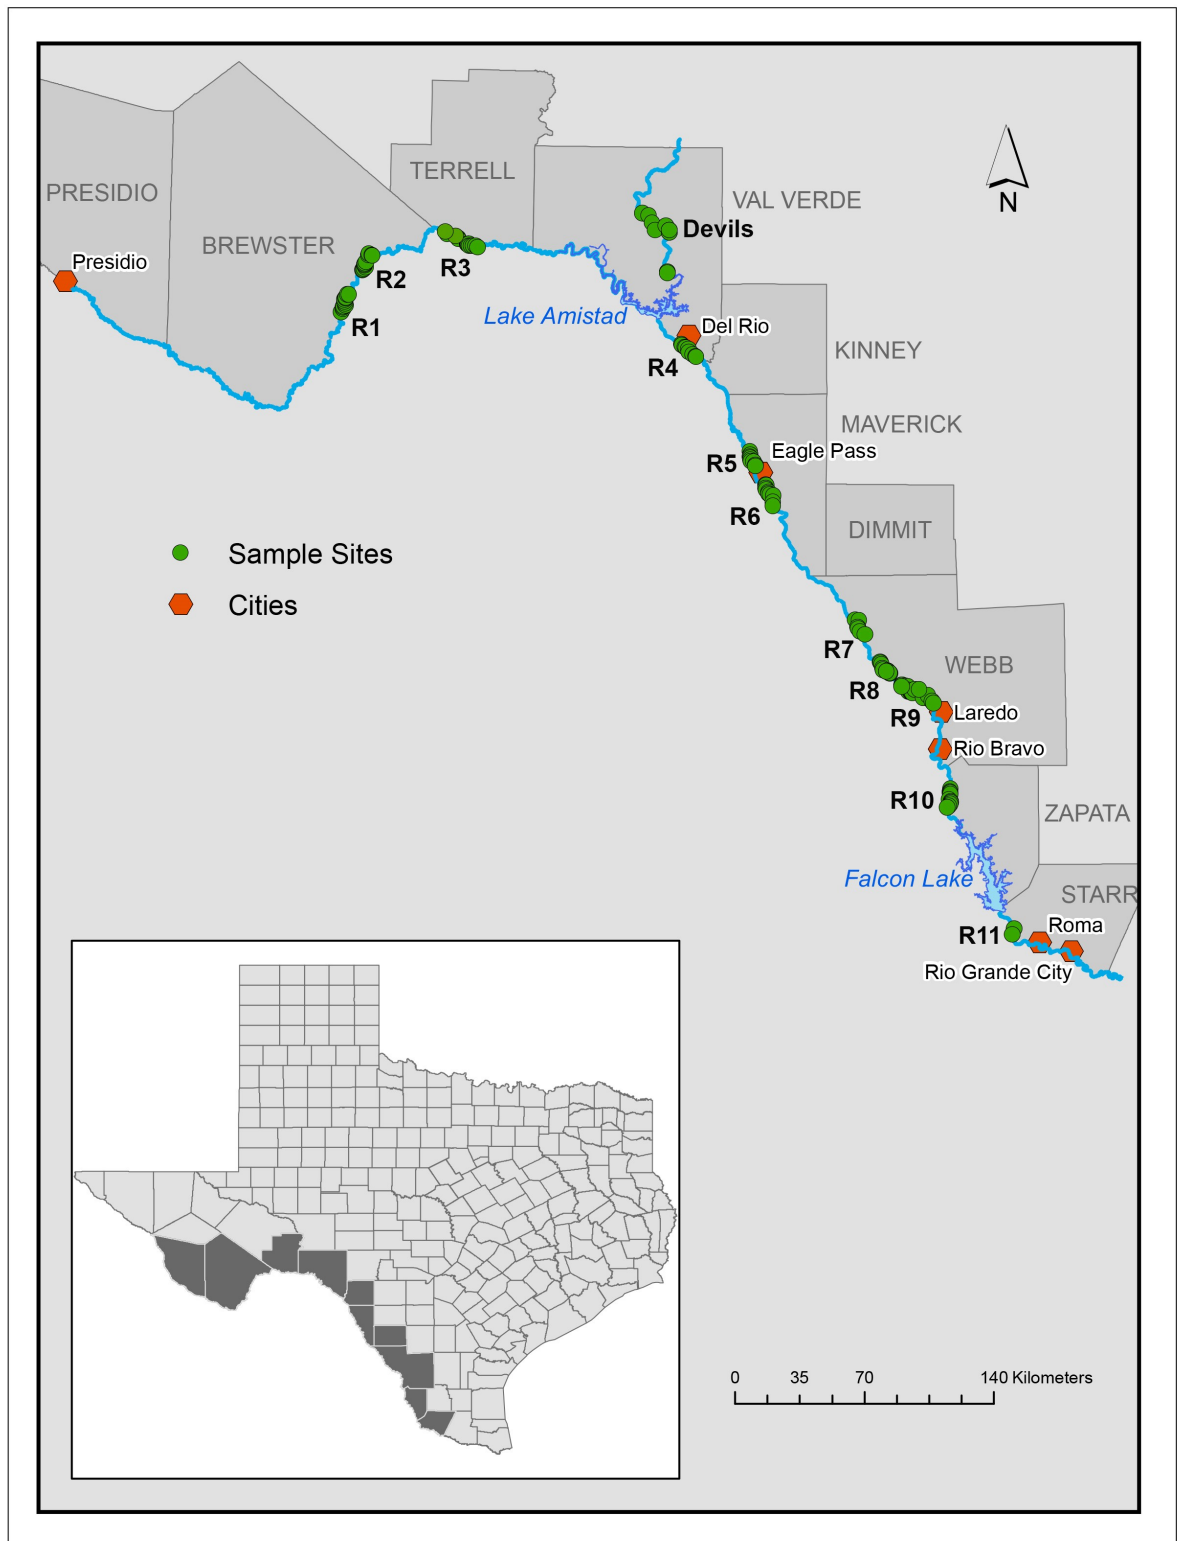 TERRELL
PRESIDIO
VAL VERDE
N
Devils
BREWSTER
Presidio
R3
R2
Lake Amistad
R1
Del Rio
KINNEY
R4
MAVERICK
Eagle Pass
R5
R6
DIMMIT
Sample Sites
Cities
R7
WEBB
R8
R9
Laredo
Rio Bravo
R10
ZAPATA
Falcon Lake
STARR
Roma
R11
Rio Grande City
0 35 70 140 Kilometers